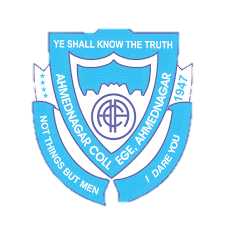 YE SHALL KNOW THE TRUTH
AHMEDNAGAR COLLEGE, AHMEDNAGAR
1947
NOT THINGS BUT MEN
I DARE YOU